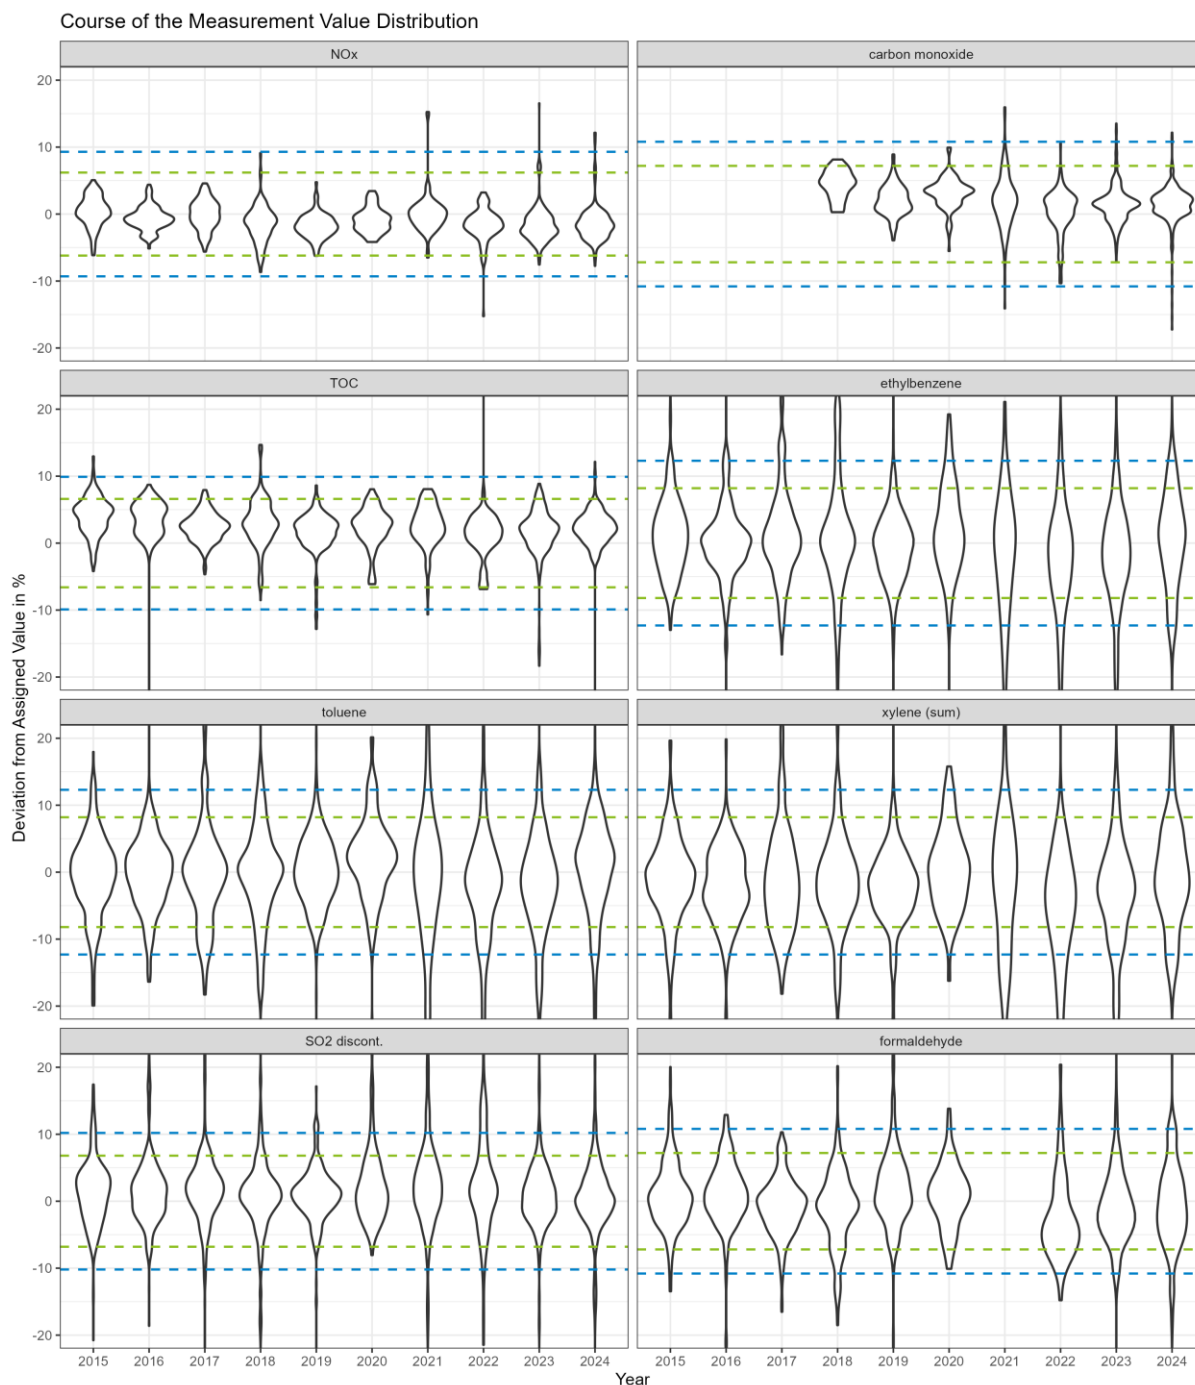 Course of the Measurement Value Distribution
NOx
carbon monoxide
20
10
0
-10
-20
TOC
ethylbenzene
20
10
0
-10
-20
Deviation from Assigned Value in %
toluene
xylene (sum)
20
10
0
-10
-20
SO2 discont.
formaldehyde
20
10
0
-10
-20
2015 2016 2017 2018 2019 2020 2021 2022 2023 2024
2015 2016 2017 2018 2019 2020 2021 2022 2023 2024
Year